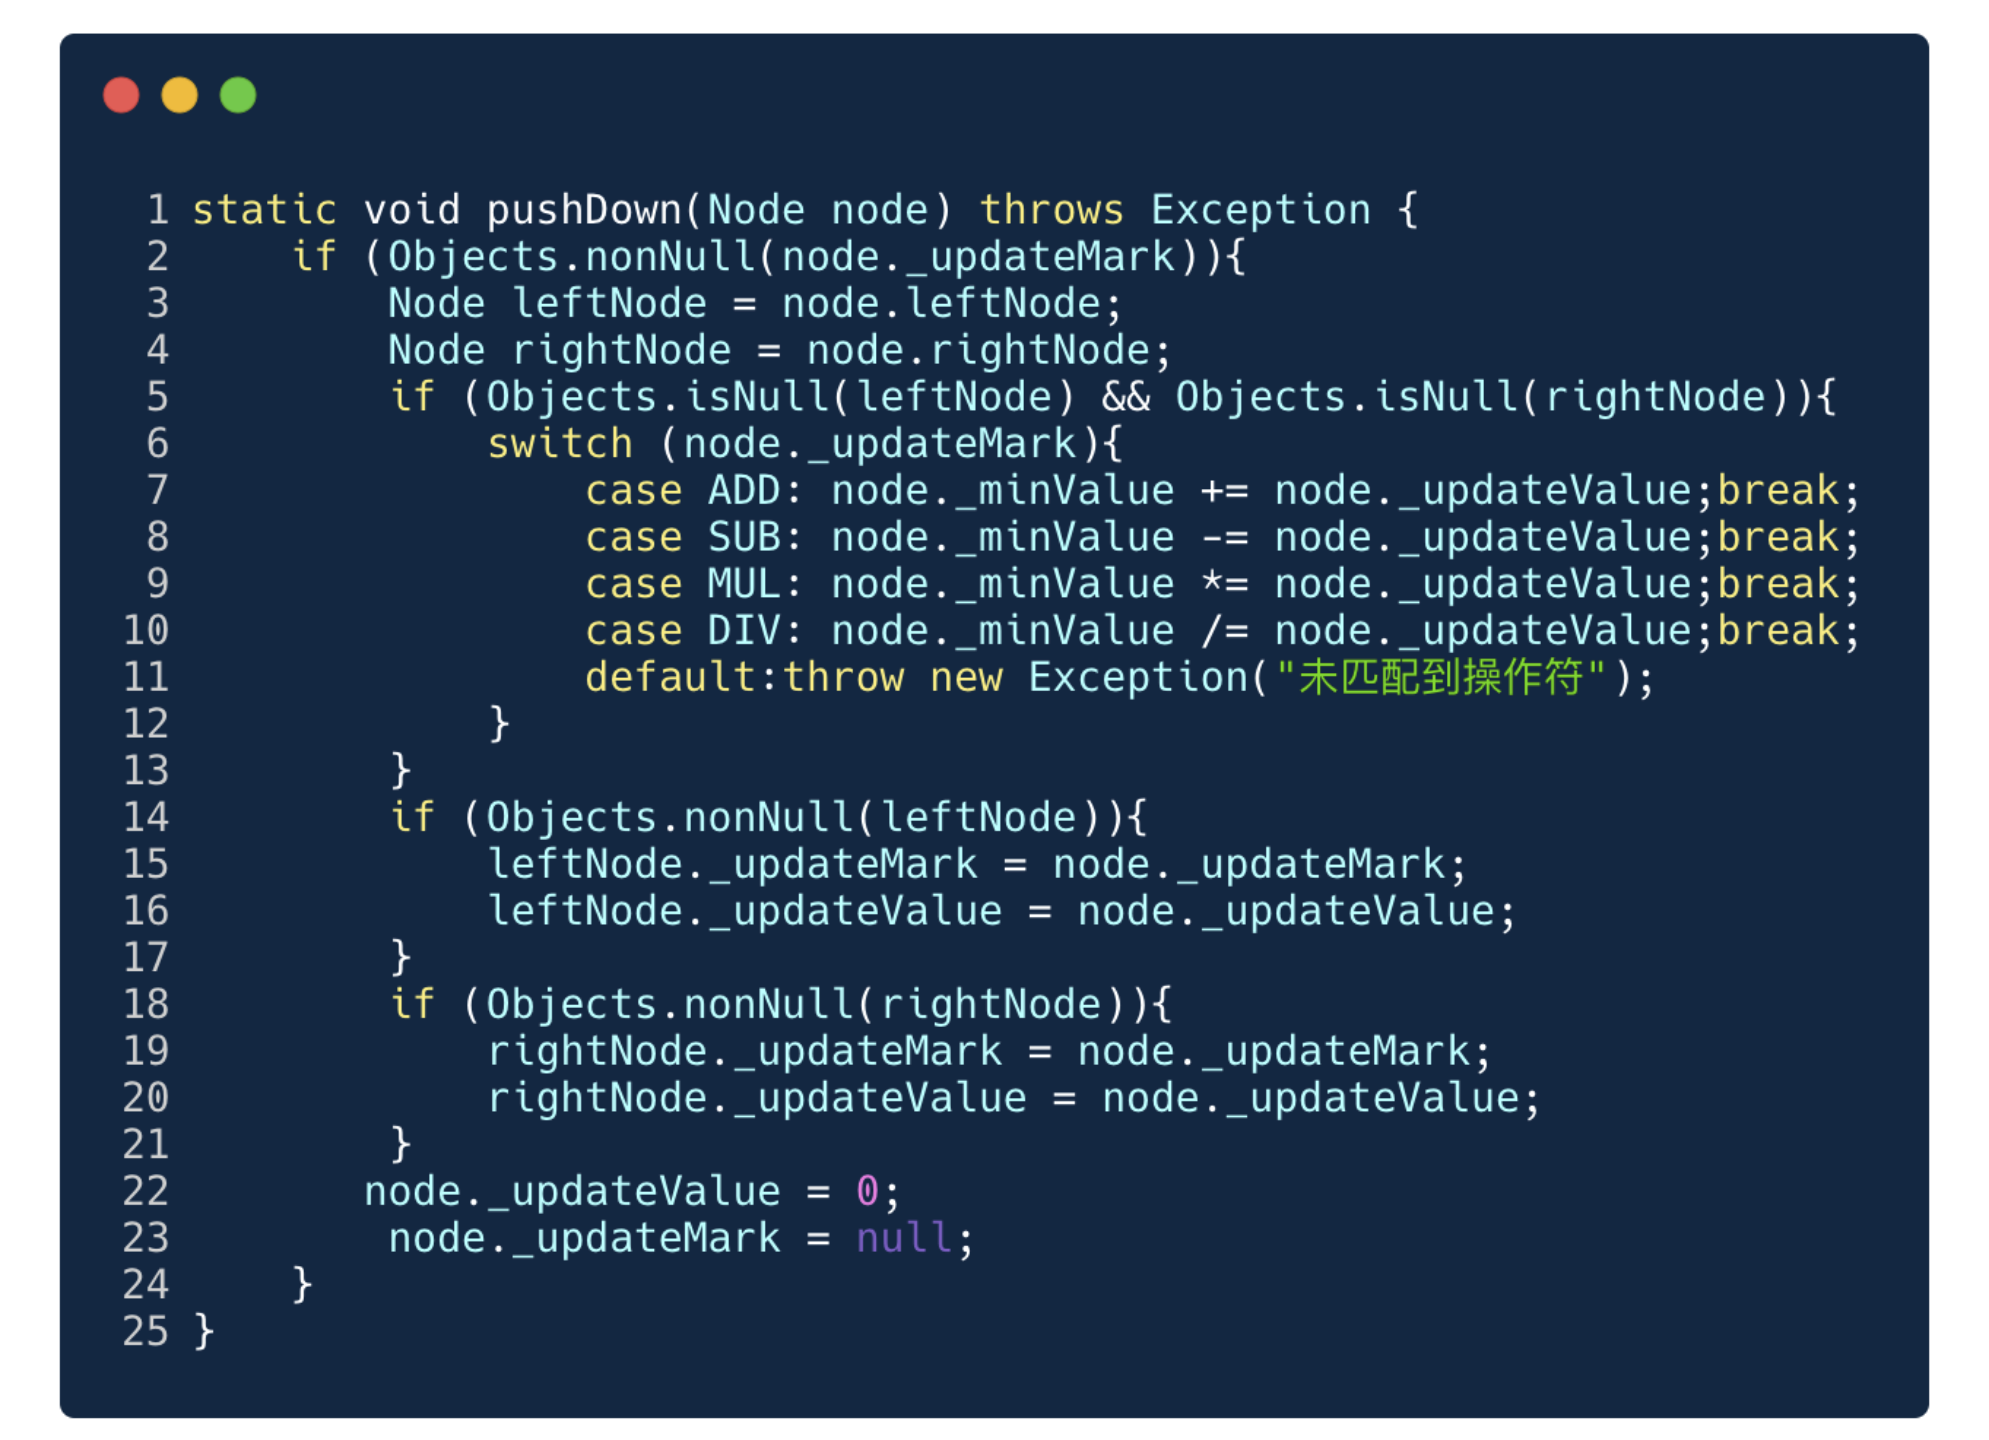 1 static void pushDown(Node node) throws Exception {
2     if (Objects.nonNull(node._updateMark)){
3         Node leftNode = node.leftNode;
4         Node rightNode = node.rightNode;
5         if (Objects.isNull(leftNode) && Objects.isNull(rightNode)){
6             switch (node._updateMark){
7                 case ADD: node._minValue += node._updateValue;break;
8                 case SUB: node._minValue -= node._updateValue;break;
9                 case MUL: node._minValue *= node._updateValue;break;
10                 case DIV: node._minValue /= node._updateValue;break;
11                 default:throw new Exception("未匹配到操作符");
12             }
13         }
14         if (Objects.nonNull(leftNode)){
15             leftNode._updateMark = node._updateMark;
16             leftNode._updateValue = node._updateValue;
17         }
18         if (Objects.nonNull(rightNode)){
19             rightNode._updateMark = node._updateMark;
20             rightNode._updateValue = node._updateValue;
21         }
22        node._updateValue = 0;
23         node._updateMark = null;
24     }
25 }